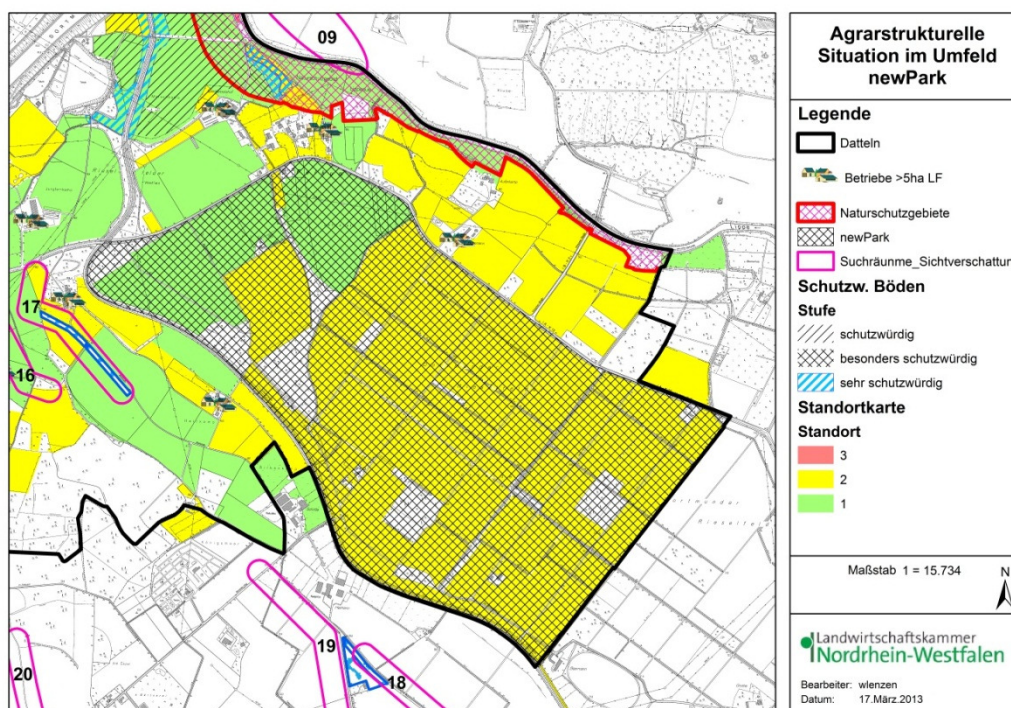 09
17
16
19
18
20
Agrarstrukturelle
Situation im Umfeld
newPark
Legende
Datteln
Betriebe >5ha LF
Naturschutzgebiete
newPark
Suchräunme_Sichtverschattun
Schutzw. Böden
Stufe
schutzwürdig
besonders schutzwürdig
sehr schutzwürdig
Standortkarte
Standort
3
2
1
Maßstab 1 = 15.734
N
Landwirtschaftskammer
Nordrhein-Westfalen
Bearbeiter: wlenzen
Datum: 17.März.2013